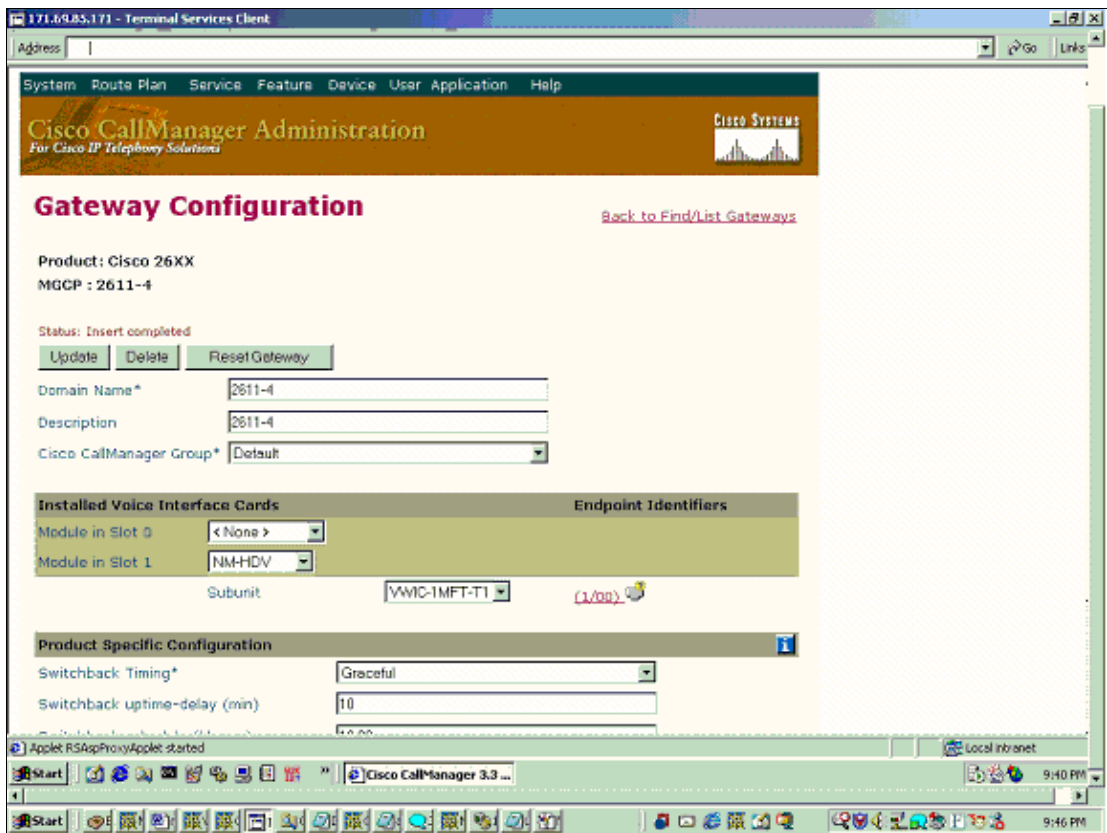 171.69.85.171 - Terminal Services Client
Address
Go
Links
System Route Plan Service Feature Device User Application Help
Cisco CallManager Administration
For Cisco IP Telephony Solutions
CISCO SYSTEMS
Gateway Configuration
Back to Find/List Gateways
Product: Cisco 26XX
MGCP : 2611-4
Status: Insert completed
Update Delete Reset Gateway
Domain Name* 2611-4
Description 2611-4
Cisco CallManager Group* Default
Installed Voice Interface Cards Endpoint Identifiers
Module in Slot 0 < None >
Module in Slot 1 NM-HDV
Subunit VWIC-1MFT-T1 (1/00)
Product Specific Configuration
Switchback Timing* Graceful
Switchback uptime-delay (min) 10
Applet RSAspProxyApplet started Local intranet
Start Cisco CallManager 3.3 ... 9:40 PM
Start 9:46 PM